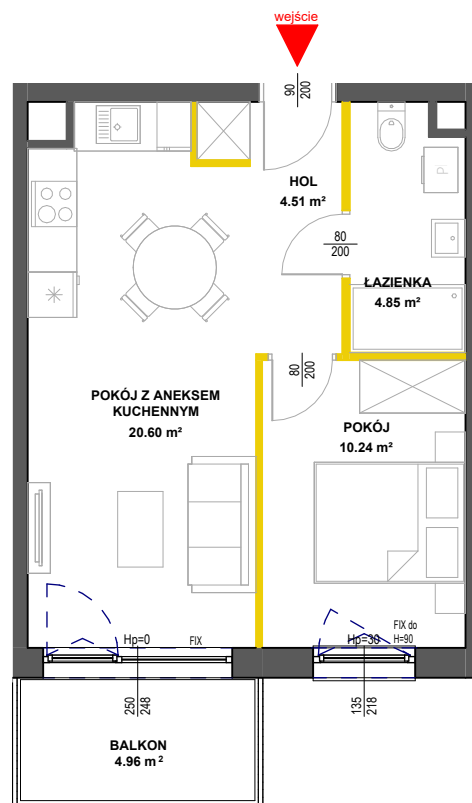 wejście
90
200
HOL
4.51 m²
80
200
P
ŁAZIENKA
4.85 m²
80
200
POKÓJ Z ANEKSEM
KUCHENNYM
20.60 m²
POKÓJ
10.24 m²
Hp=0
FIX
Hp=30
FIX do
H=90
250
248
135
218
BALKON
4.96 m²